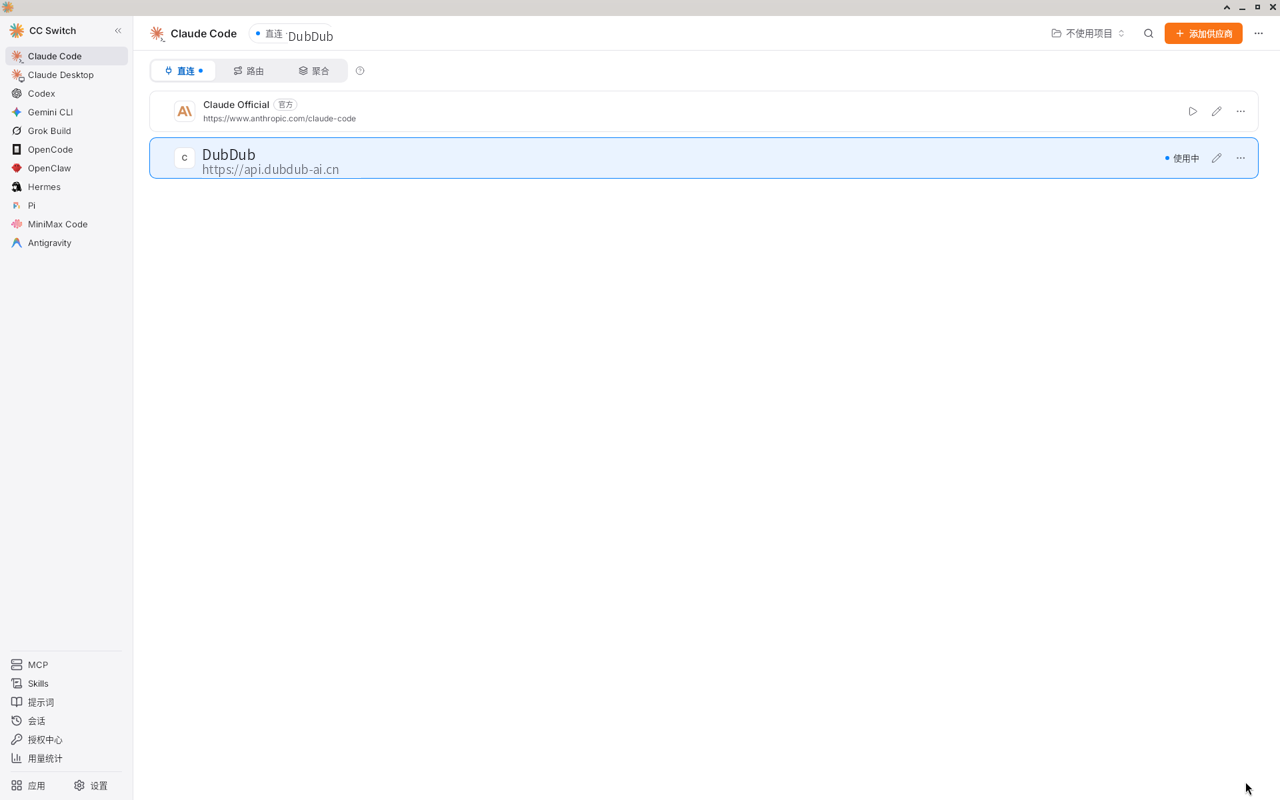 CC Switch
Claude Code
Claude Desktop
Codex
Gemini CLI
Grok Build
OpenCode
OpenClaw
Hermes
Pi
MiniMax Code
Antigravity
MCP
Skills
提示词
会话
授权中心
用量统计
应用
设置
Claude Code
直连 · DubDub
不使用项目
添加供应商
直连
路由
聚合
Claude Official 官方
https://www.anthropic.com/claude-code
C
DubDub
https://api.dubdub-ai.cn
使用中